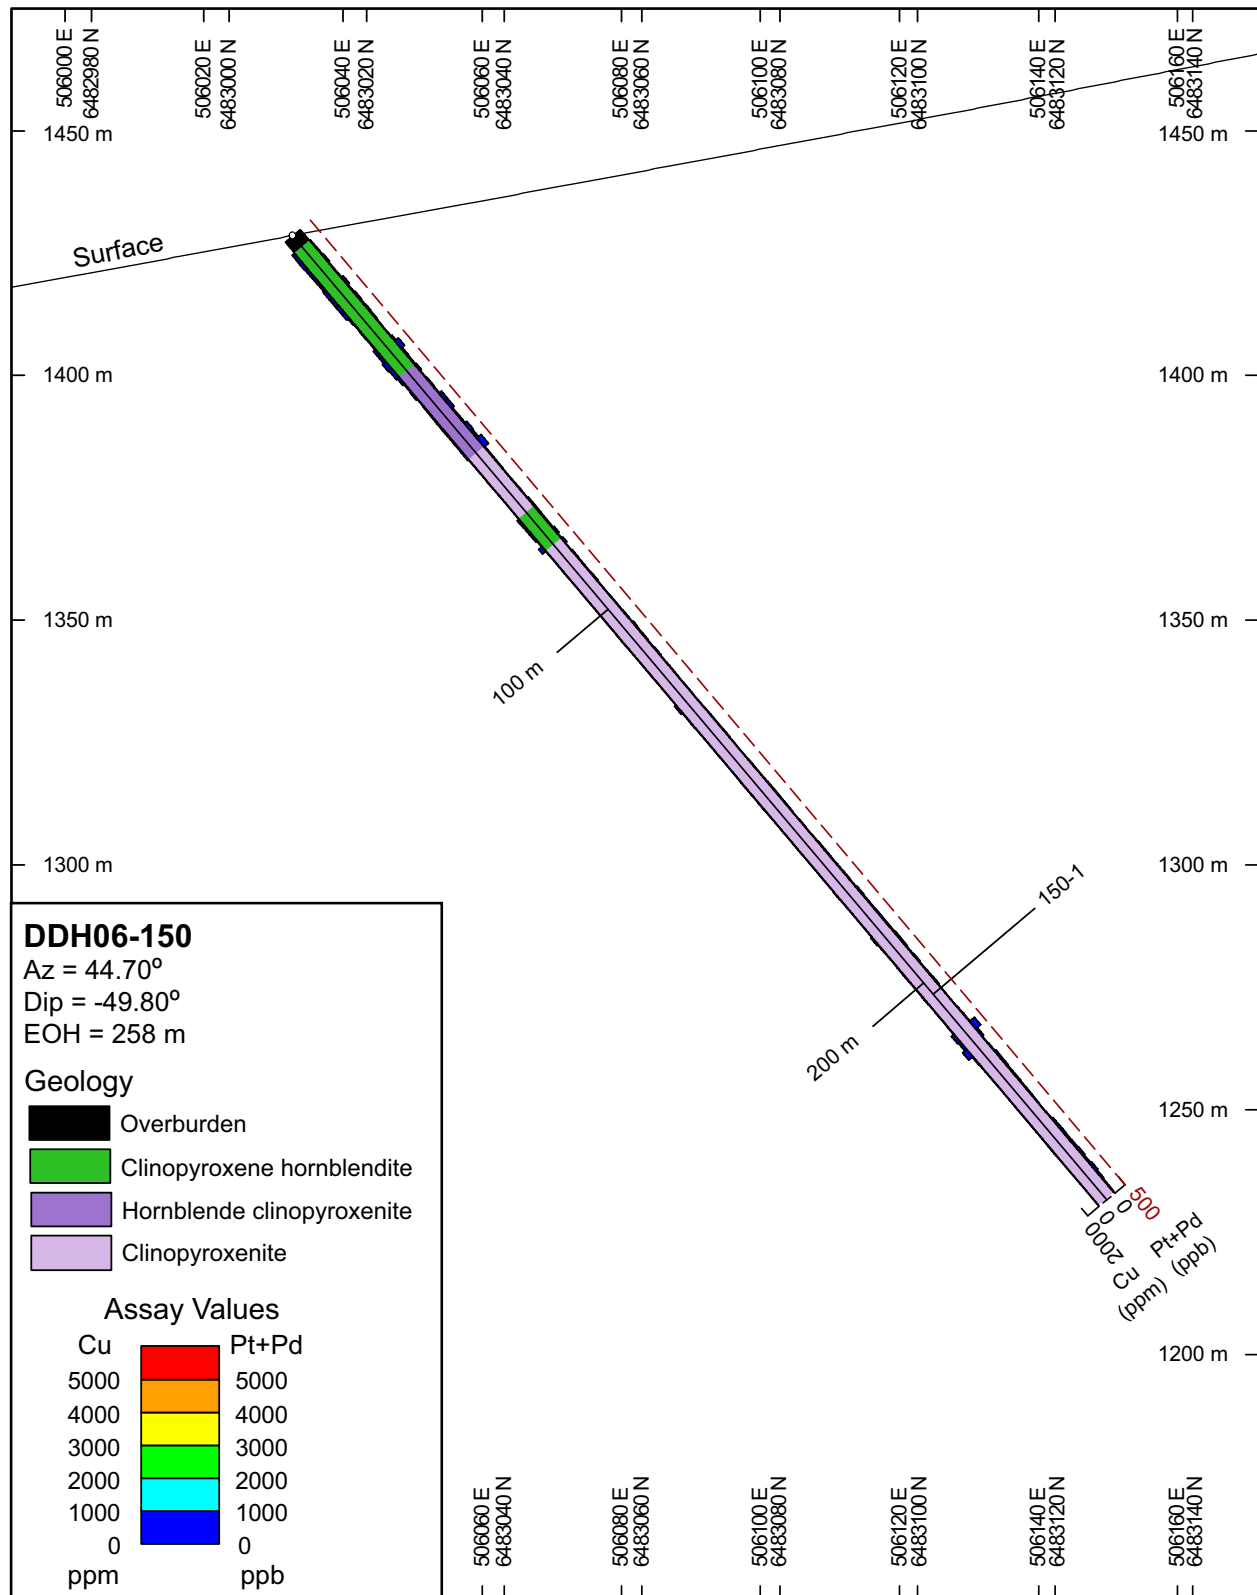 506000 E
6482980 N
506020 E
6483000 N
506040 E
6483020 N
506060 E
6483040 N
506080 E
6483060 N
506100 E
6483080 N
506120 E
6483100 N
506140 E
6483120 N
506160 E
6483140 N
1450 m
1450 m
Surface
1400 m
1400 m
1350 m
1350 m
100 m
1300 m
1300 m
150-1
200 m
1250 m
500
0
Pt+Pd
(ppb)
0
2000
Cu
(ppm)
1200 m
DDH06-150
Az = 44.70º
Dip = -49.80º
EOH = 258 m
Geology
Overburden
Clinopyroxene hornblendite
Hornblende clinopyroxenite
Clinopyroxenite
Assay Values
Cu Pt+Pd
5000 5000
4000 4000
3000 3000
2000 2000
1000 1000
0 0
ppm ppb
506060 E
6483040 N
506080 E
6483060 N
506100 E
6483080 N
506120 E
6483100 N
506140 E
6483120 N
506160 E
6483140 N